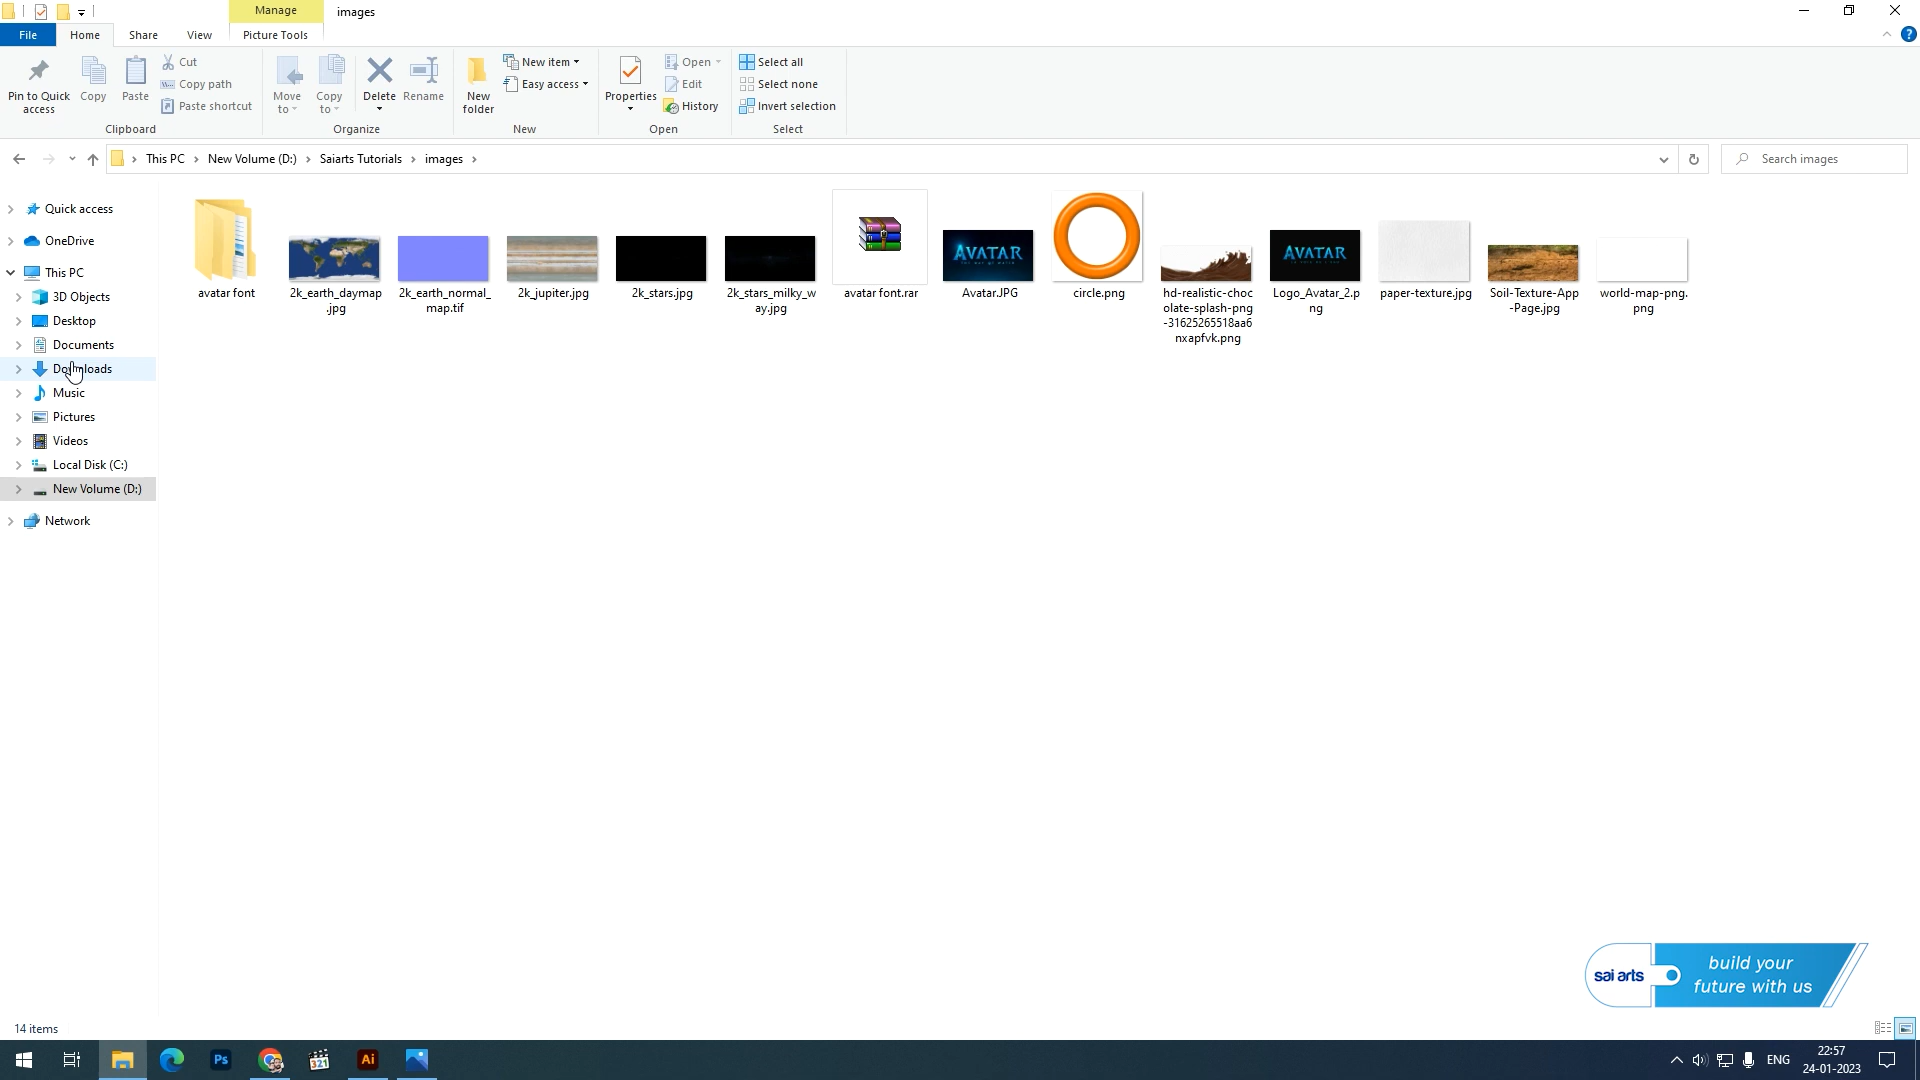 Manage
images
File
Home
Share
View
Picture Tools
Pin to Quick
access
Copy
Paste
Cut
Copy path
Paste shortcut
Clipboard
Move
to
Copy
to
Delete
Rename
Organize
New
folder
New item
Easy access
New
Properties
Open
Edit
History
Open
Select all
Select none
Invert selection
Select
This PC
New Volume (D:)
Saiarts Tutorials
images
Search images
Quick access
OneDrive
This PC
3D Objects
Desktop
Documents
Downloads
Music
Pictures
Videos
Local Disk (C:)
New Volume (D:)
Network
avatar font
2k_earth_daymap
.jpg
2k_earth_normal_
map.tif
2k_jupiter.jpg
2k_stars.jpg
2k_stars_milky_w
ay.jpg
avatar font.rar
AVATAR
Avatar.JPG
circle.png
hd-realistic-choc
olate-splash-png
-31625265518aa6
nxapfvk.png
AVATAR
Logo_Avatar_2.p
ng
paper-texture.jpg
Soil-Texture-App
-Page.jpg
world-map-png.
png
sai arts
build your
future with us
14 items
Ps
321
Ai
ENG
22:57
24-01-2023